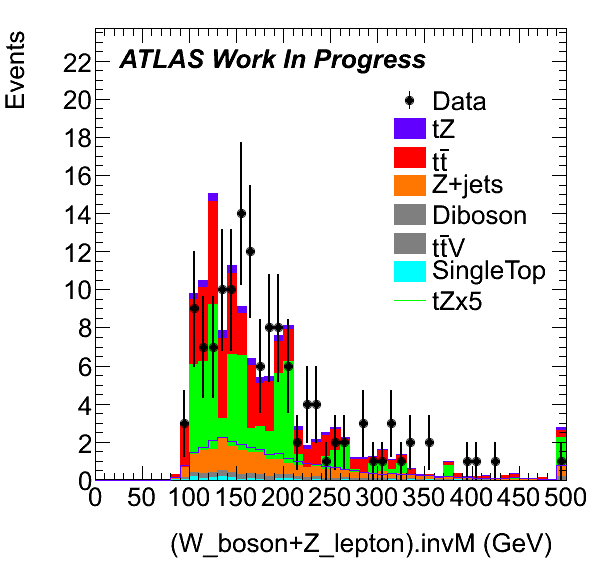 Events
ATLAS Work In Progress
Data
tZ
tt̄
Z+jets
Diboson
tt̄V
SingleTop
tZx5
22
20
18
16
14
12
10
8
6
4
2
0
0 50 100 150 200 250 300 350 400 450 500
(W_boson+Z_lepton).invM (GeV)